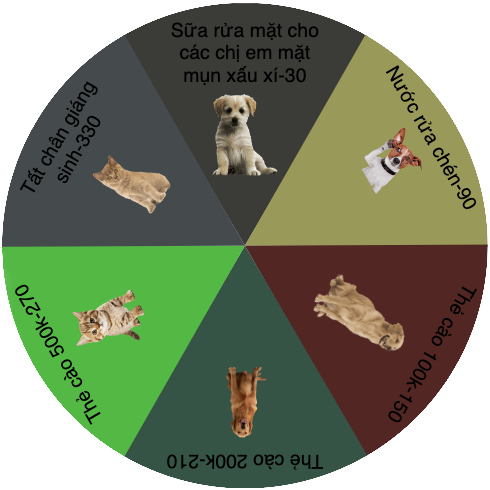 Sữa rửa mặt cho
các chị em mặt
mụn xấu xí-30
Nước rửa chén-90
Thẻ cào 100k-150
Thẻ cào 200k-210
Thẻ cào 500k-270
Tất chân giáng
sinh-330